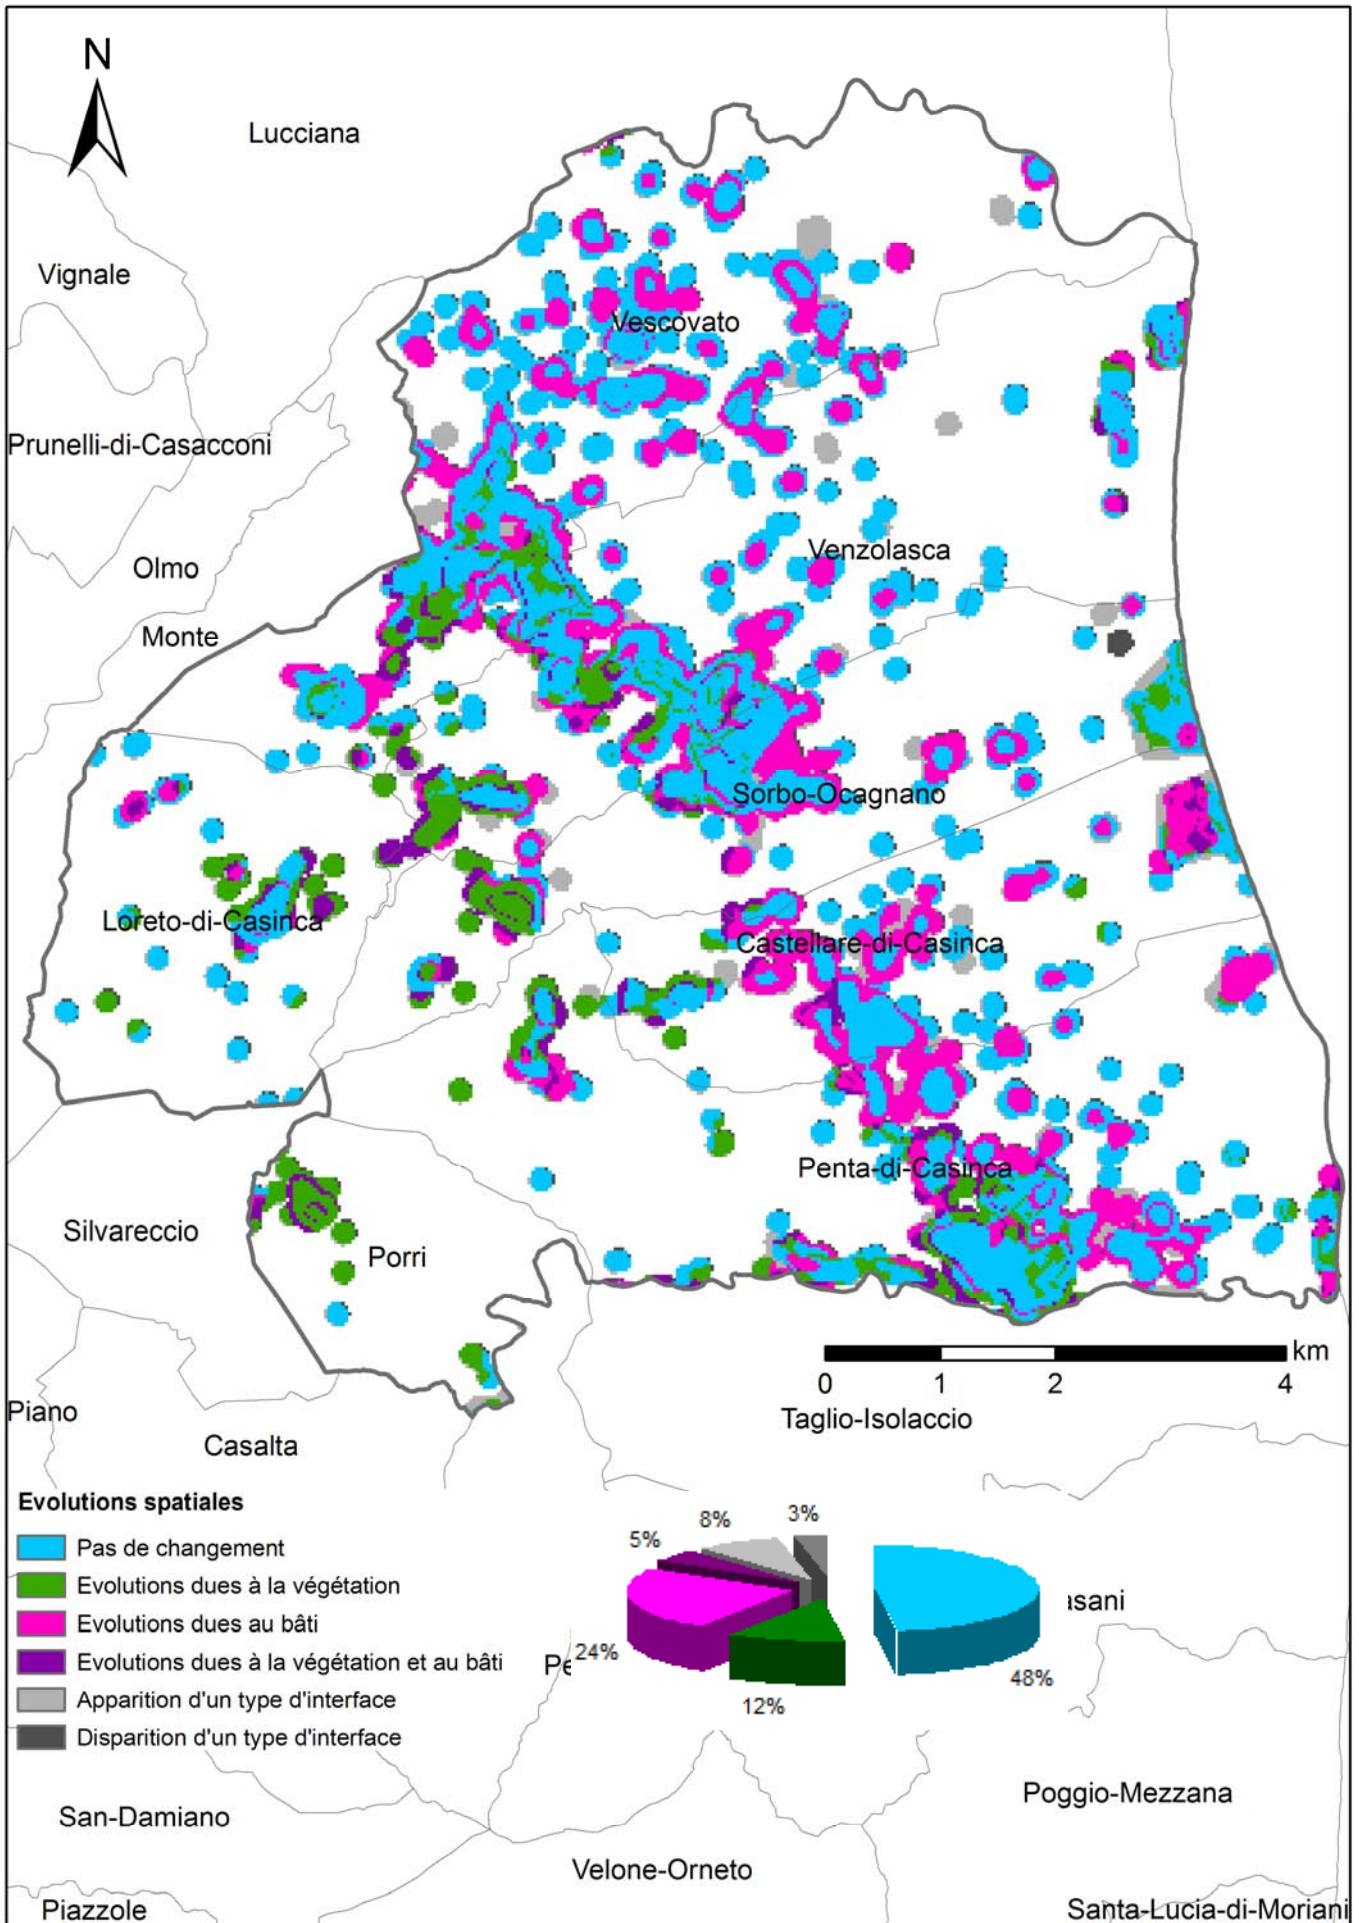 N
Lucciana
Vignale
Vescovato
Prunelli-di-Casacconi
Venzolasca
Olmo
Monte
Sorbo-Ocagnano
Loreto-di-Casinca
Castellare-di-Casinca
Penta-di-Casinca
Silvareccio
Porri
km
0 1 2 4
Piano
Taglio-Isolaccio
Casalta
Evolutions spatiales
Pas de changement
Evolutions dues à la végétation
Evolutions dues au bâti
Evolutions dues à la végétation et au bâti
Apparition d'un type d'interface
Disparition d'un type d'interface
3%
8%
5%
24%
12%
48%
Pe
asani
San-Damiano
Poggio-Mezzana
Velone-Orneto
Piazzole
Santa-Lucia-di-Moriani